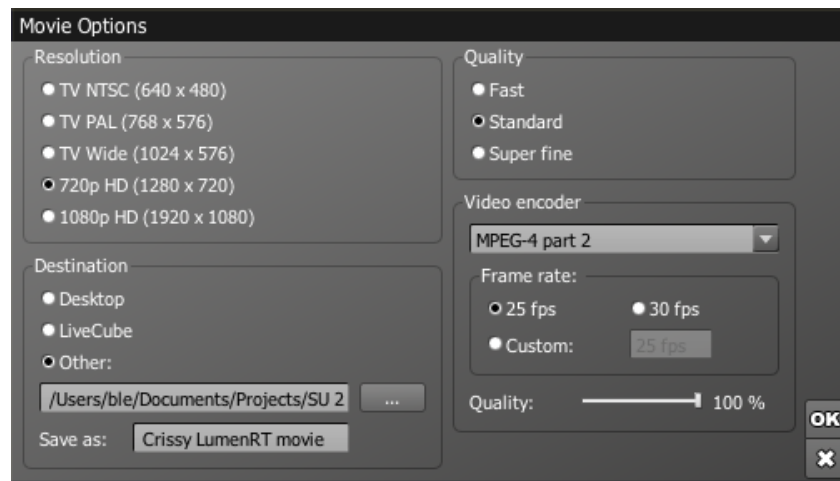 Movie Options
Resolution
TV NTSC (640 x 480)
TV PAL (768 x 576)
TV Wide (1024 x 576)
720p HD (1280 x 720)
1080p HD (1920 x 1080)
Destination
Desktop
LiveCube
Other:
/Users/ble/Documents/Projects/SU 2
...
Save as: Crissy LumenRT movie
Quality
Fast
Standard
Super fine
Video encoder
MPEG-4 part 2
Frame rate:
25 fps 30 fps
Custom: 25 fps
Quality: 100 %
OK